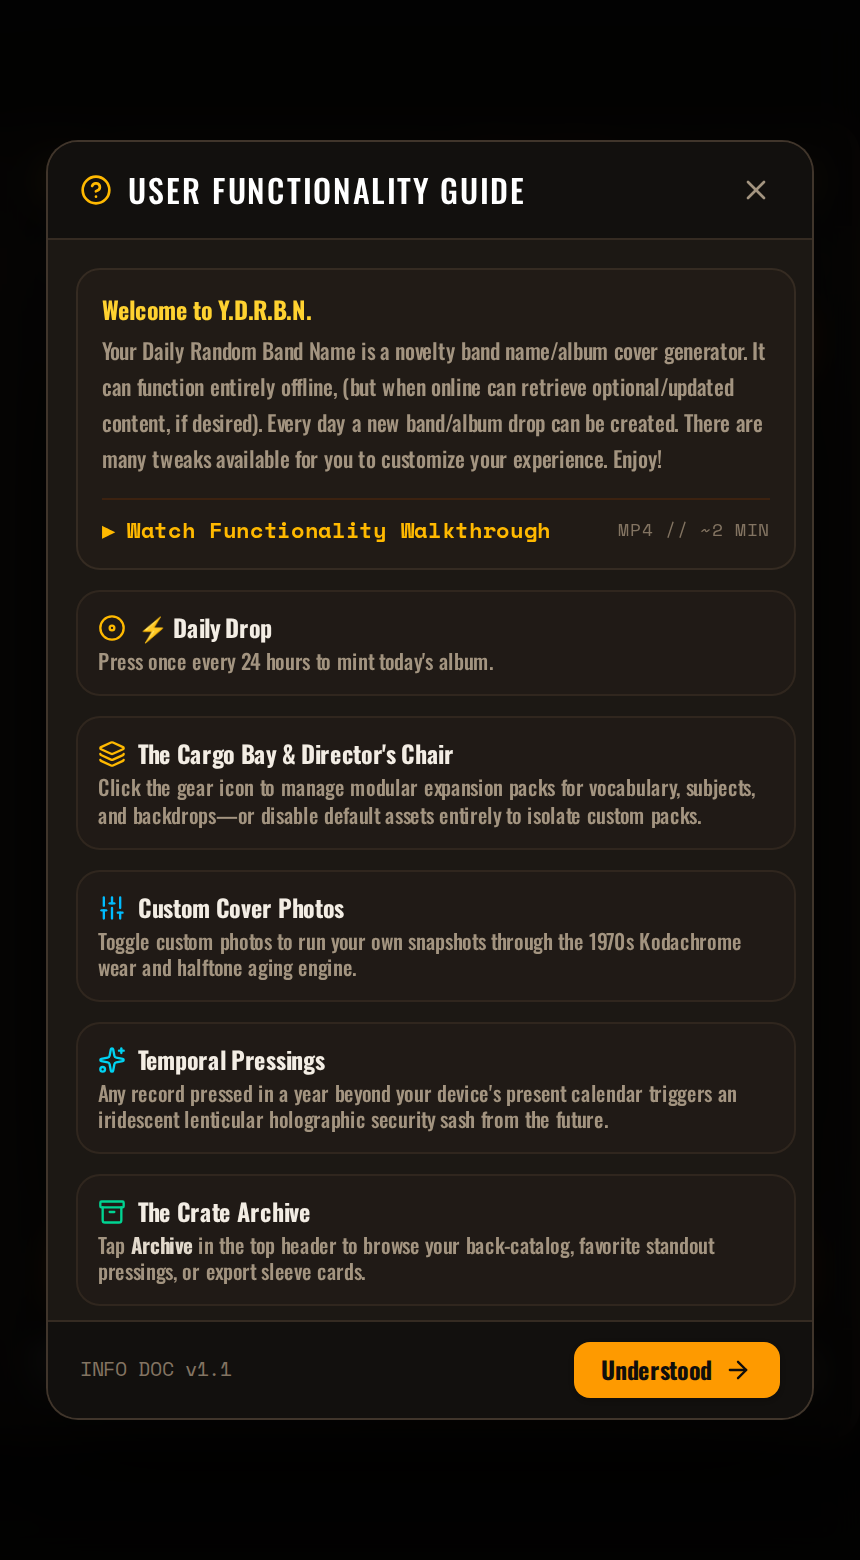 USER FUNCTIONALITY GUIDE
Welcome to Y.D.R.B.N.
Your Daily Random Band Name is a novelty band name/album cover generator. It
can function entirely offline, (but when online can retrieve optional/updated
content, if desired). Every day a new band/album drop can be created. There are
many tweaks available for you to customize your experience. Enjoy!
▶ Watch Functionality Walkthrough MP4 // ~2 MIN
⚡ Daily Drop
Press once every 24 hours to mint today's album.
The Cargo Bay & Director's Chair
Click the gear icon to manage modular expansion packs for vocabulary, subjects,
and backdrops—or disable default assets entirely to isolate custom packs.
Custom Cover Photos
Toggle custom photos to run your own snapshots through the 1970s Kodachrome
wear and halftone aging engine.
Temporal Pressings
Any record pressed in a year beyond your device's present calendar triggers an
iridescent lenticular holographic security sash from the future.
The Crate Archive
Tap Archive in the top header to browse your back-catalog, favorite standout
pressings, or export sleeve cards.
INFO DOC v1.1
Understood →